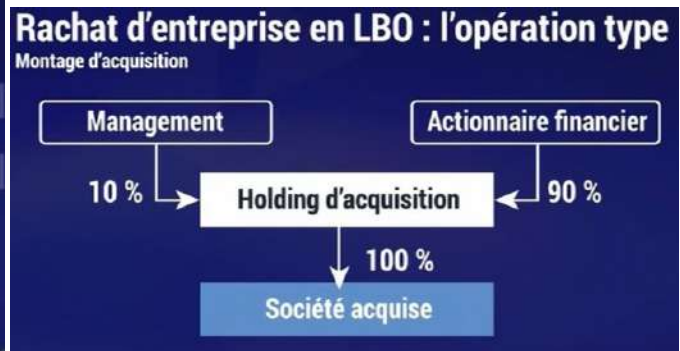 Rachat d'entreprise en LBO : l'opération type
Montage d'acquisition
Management
Actionnaire financier
10 %
Holding d'acquisition
90 %
100 %
Société acquise